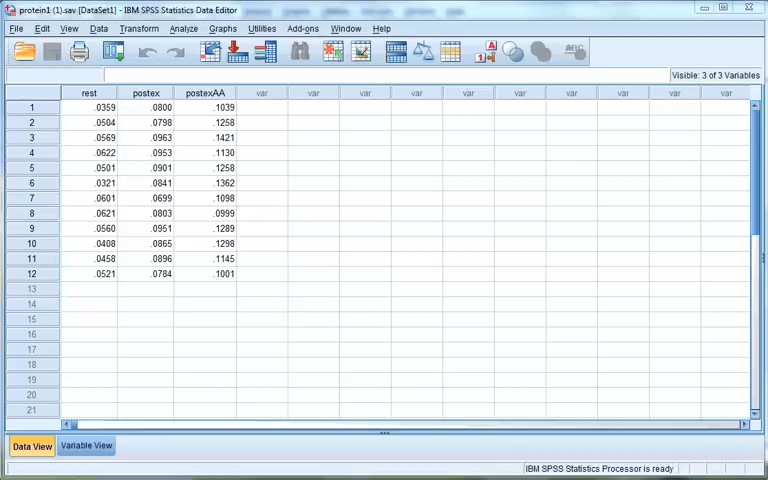 protein1 (1).sav [DataSet1] - IBM SPSS Statistics Data Editor
File Edit View Data Transform Analyze Graphs Utilities Add-ons Window Help
Visible: 3 of 3 Variables
rest postex postexAA var var var var var var var var var var
1 .0359 .0800 .1039
2 .0504 .0798 .1258
3 .0569 .0963 .1421
4 .0622 .0953 .1130
5 .0501 .0901 .1258
6 .0321 .0841 .1362
7 .0601 .0699 .1098
8 .0621 .0803 .0999
9 .0560 .0951 .1289
10 .0408 .0865 .1298
11 .0458 .0896 .1145
12 .0521 .0784 .1001
13
14
15
16
17
18
19
20
21
Data View Variable View
IBM SPSS Statistics Processor is ready